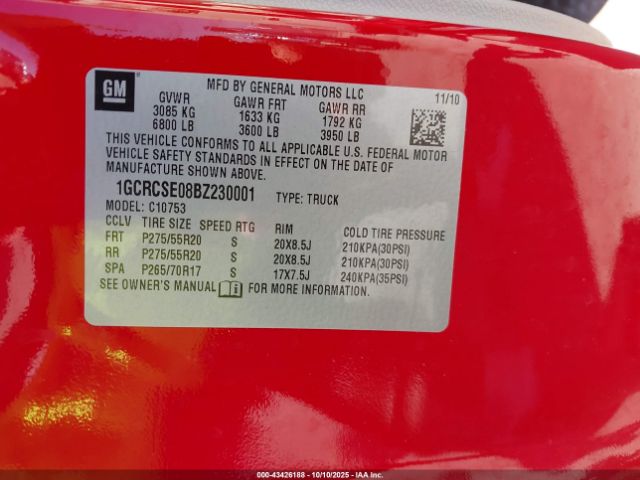 GM
MFD BY GENERAL MOTORS LLC
11/10
GVWR GAWR FRT GAWR RR
3085 KG 1633 KG 1792 KG
6800 LB 3600 LB 3950 LB
THIS VEHICLE CONFORMS TO ALL APPLICABLE U.S. FEDERAL MOTOR
VEHICLE SAFETY STANDARDS IN EFFECT ON THE DATE OF
MANUFACTURE SHOWN ABOVE.
1GCRCSE08BZ230001 TYPE: TRUCK
MODEL: C10753
CCLV TIRE SIZE SPEED RTG RIM COLD TIRE PRESSURE
FRT P275/55R20 S 20X8.5J 210KPA(30PSI)
RR P275/55R20 S 20X8.5J 210KPA(30PSI)
SPA P265/70R17 S 17X7.5J 240KPA(35PSI)
SEE OWNER'S MANUAL FOR MORE INFORMATION.
00-43426188 - 10/10/2025 - IAA Inc.